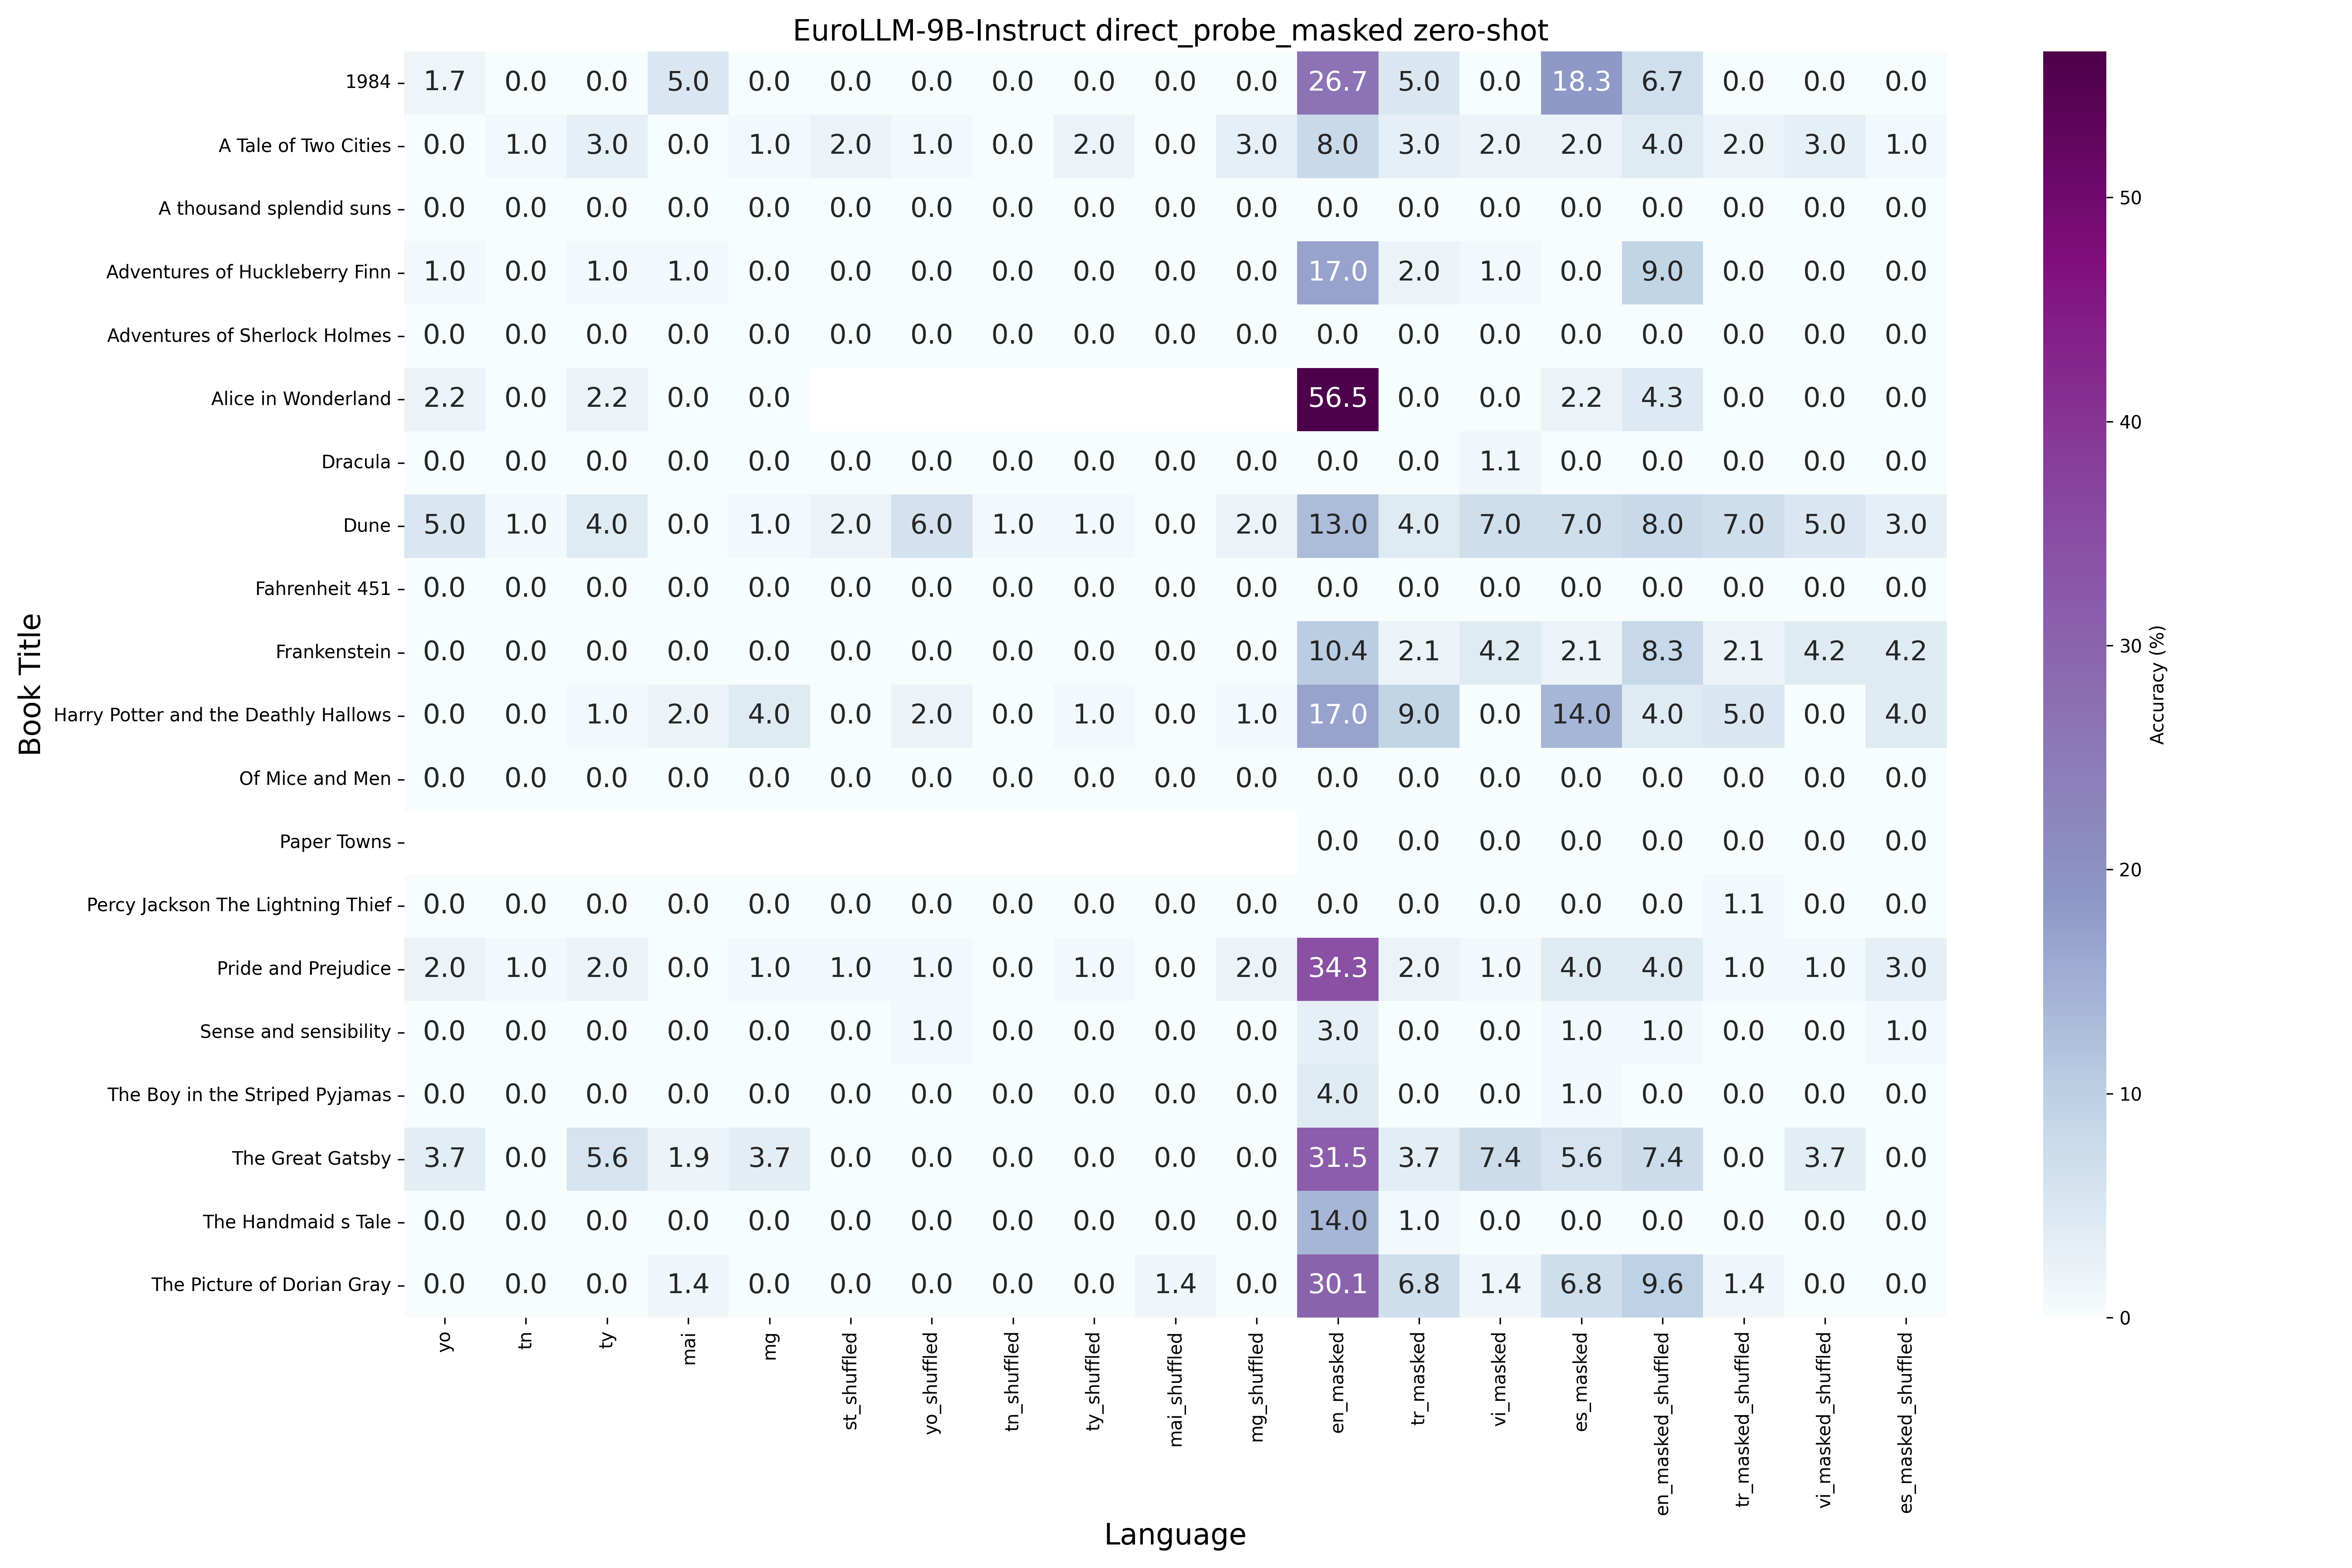 EuroLLM-9B-Instruct direct_probe_masked zero-shot
Book Title
1984 1.7 0.0 0.0 5.0 0.0 0.0 0.0 0.0 0.0 0.0 0.0 26.7 5.0 0.0 18.3 6.7 0.0 0.0 0.0
A Tale of Two Cities 0.0 1.0 3.0 0.0 1.0 2.0 1.0 0.0 2.0 0.0 3.0 8.0 3.0 2.0 2.0 4.0 2.0 3.0 1.0
A thousand splendid suns 0.0 0.0 0.0 0.0 0.0 0.0 0.0 0.0 0.0 0.0 0.0 0.0 0.0 0.0 0.0 0.0 0.0 0.0 0.0
Adventures of Huckleberry Finn 1.0 0.0 1.0 1.0 0.0 0.0 0.0 0.0 0.0 0.0 0.0 17.0 2.0 1.0 0.0 9.0 0.0 0.0 0.0
Adventures of Sherlock Holmes 0.0 0.0 0.0 0.0 0.0 0.0 0.0 0.0 0.0 0.0 0.0 0.0 0.0 0.0 0.0 0.0 0.0 0.0 0.0
Alice in Wonderland 2.2 0.0 2.2 0.0 0.0 56.5 0.0 0.0 2.2 4.3 0.0 0.0 0.0
Dracula 0.0 0.0 0.0 0.0 0.0 0.0 0.0 0.0 0.0 0.0 0.0 0.0 0.0 1.1 0.0 0.0 0.0 0.0 0.0
Dune 5.0 1.0 4.0 0.0 1.0 2.0 6.0 1.0 1.0 0.0 2.0 13.0 4.0 7.0 7.0 8.0 7.0 5.0 3.0
Fahrenheit 451 0.0 0.0 0.0 0.0 0.0 0.0 0.0 0.0 0.0 0.0 0.0 0.0 0.0 0.0 0.0 0.0 0.0 0.0 0.0
Frankenstein 0.0 0.0 0.0 0.0 0.0 0.0 0.0 0.0 0.0 0.0 0.0 10.4 2.1 4.2 2.1 8.3 2.1 4.2 4.2
Harry Potter and the Deathly Hallows 0.0 0.0 1.0 2.0 4.0 0.0 2.0 0.0 1.0 0.0 1.0 17.0 9.0 0.0 14.0 4.0 5.0 0.0 4.0
Of Mice and Men 0.0 0.0 0.0 0.0 0.0 0.0 0.0 0.0 0.0 0.0 0.0 0.0 0.0 0.0 0.0 0.0 0.0 0.0 0.0
Paper Towns 0.0 0.0 0.0 0.0 0.0 0.0 0.0 0.0
Percy Jackson The Lightning Thief 0.0 0.0 0.0 0.0 0.0 0.0 0.0 0.0 0.0 0.0 0.0 0.0 0.0 0.0 0.0 0.0 1.1 0.0 0.0
Pride and Prejudice 2.0 1.0 2.0 0.0 1.0 1.0 1.0 0.0 1.0 0.0 2.0 34.3 2.0 1.0 4.0 4.0 1.0 1.0 3.0
Sense and sensibility 0.0 0.0 0.0 0.0 0.0 0.0 1.0 0.0 0.0 0.0 0.0 3.0 0.0 0.0 1.0 1.0 0.0 0.0 1.0
The Boy in the Striped Pyjamas 0.0 0.0 0.0 0.0 0.0 0.0 0.0 0.0 0.0 0.0 0.0 4.0 0.0 0.0 1.0 0.0 0.0 0.0 0.0
The Great Gatsby 3.7 0.0 5.6 1.9 3.7 0.0 0.0 0.0 0.0 0.0 0.0 31.5 3.7 7.4 5.6 7.4 0.0 3.7 0.0
The Handmaid s Tale 0.0 0.0 0.0 0.0 0.0 0.0 0.0 0.0 0.0 0.0 0.0 14.0 1.0 0.0 0.0 0.0 0.0 0.0 0.0
The Picture of Dorian Gray 0.0 0.0 0.0 1.4 0.0 0.0 0.0 0.0 0.0 1.4 0.0 30.1 6.8 1.4 6.8 9.6 1.4 0.0 0.0
yo
tn
ty
mai
mg
st_shuffled
yo_shuffled
tn_shuffled
ty_shuffled
mai_shuffled
mg_shuffled
en_masked
tr_masked
vi_masked
es_masked
en_masked_shuffled
tr_masked_shuffled
vi_masked_shuffled
es_masked_shuffled
Language
50
40
30
20
10
0
Accuracy (%)